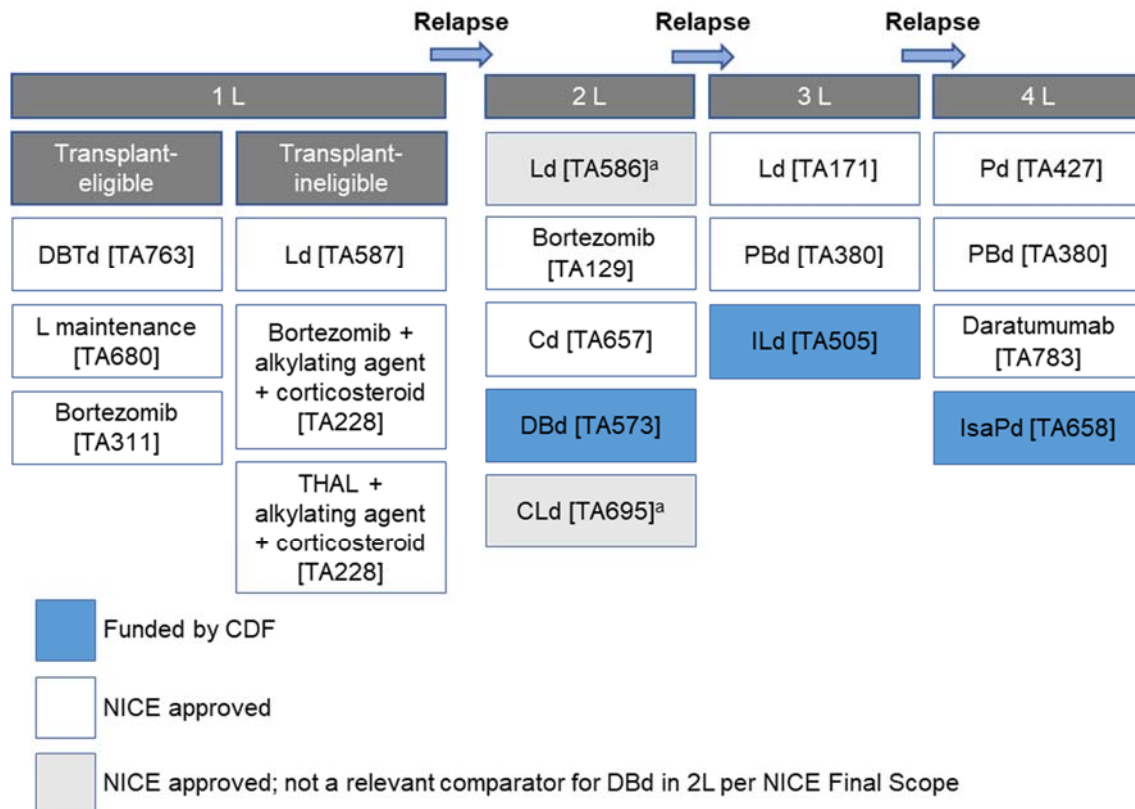 Relapse
Relapse
Relapse
1 L
2 L
3 L
4 L
Transplant-
eligible
Transplant-
ineligible
DBTd [TA763]
L maintenance
[TA680]
Bortezomib
[TA311]
Ld [TA587]
Bortezomib +
alkylating agent
+ corticosteroid
[TA228]
THAL +
alkylating agent
+ corticosteroid
[TA228]
Ld [TA586]ᵃ
Bortezomib
[TA129]
Cd [TA657]
DBd [TA573]
CLd [TA695]ᵃ
Ld [TA171]
PBd [TA380]
ILd [TA505]
Pd [TA427]
PBd [TA380]
Daratumumab
[TA783]
IsaPd [TA658]
Funded by CDF
NICE approved
NICE approved; not a relevant comparator for DBd in 2L per NICE Final Scope